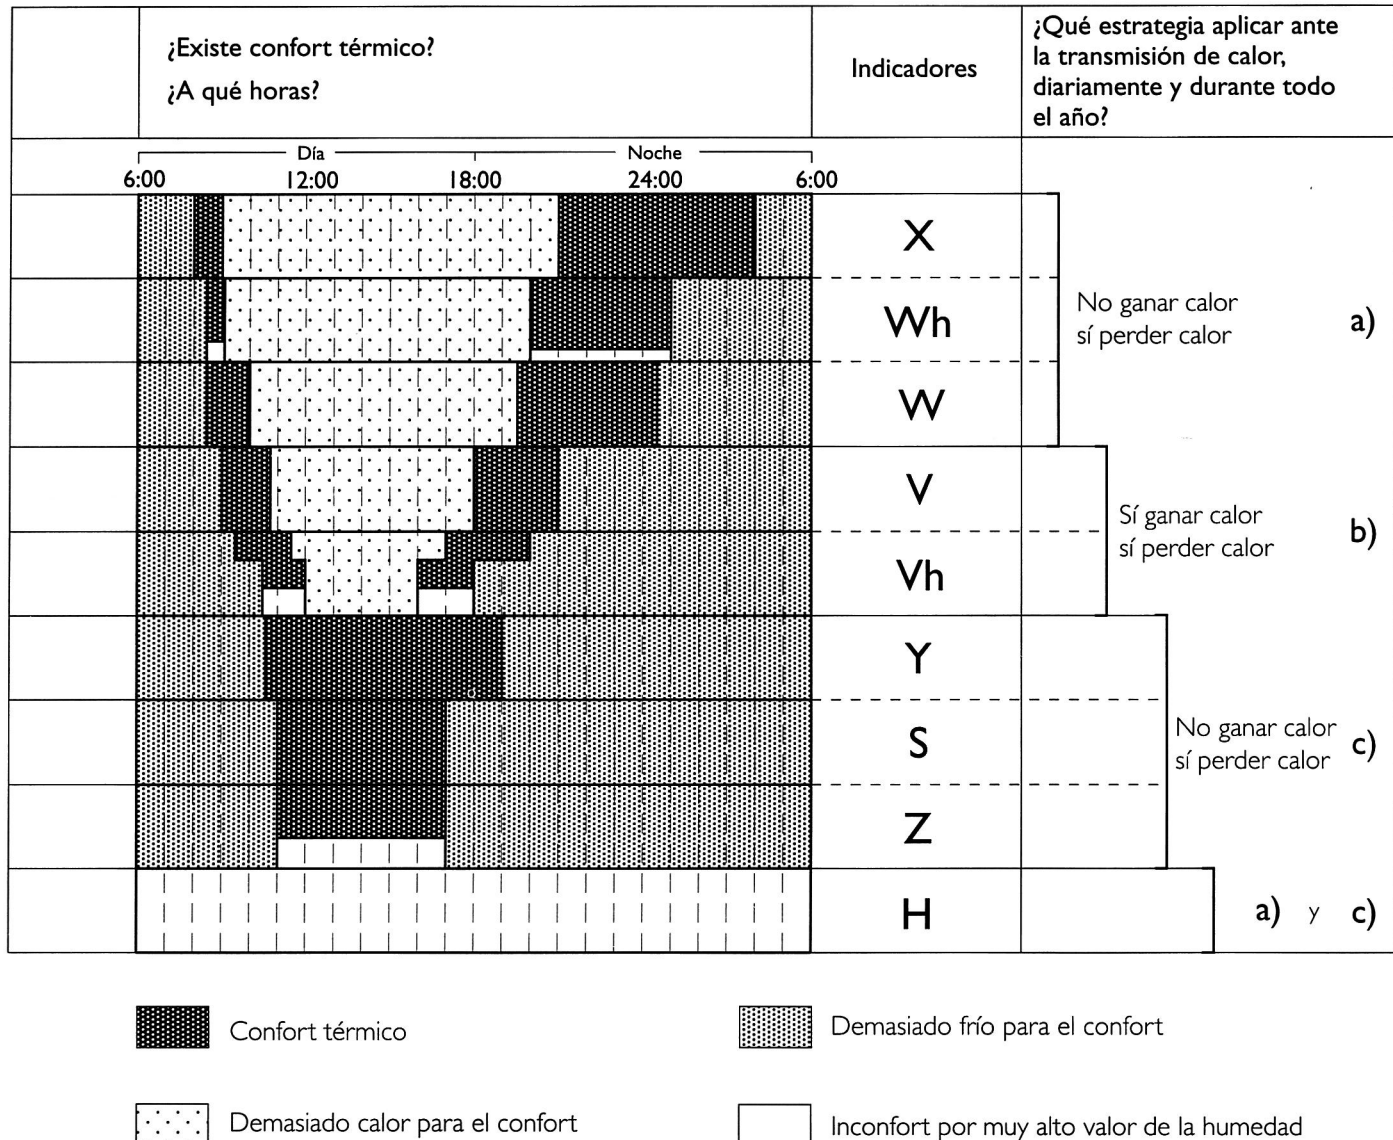 ¿Existe confort térmico?
¿A qué horas?
Indicadores
¿Qué estrategia aplicar ante
la transmisión de calor,
diariamente y durante todo
el año?
Día
Noche
6:00 12:00 18:00 24:00 6:00
X
Wh
No ganar calor
sí perder calor
a)
W
V
Sí ganar calor
sí perder calor
b)
Vh
Y
S
No ganar calor
sí perder calor
c)
Z
H
a) y c)
Confort térmico
Demasiado frío para el confort
Demasiado calor para el confort
Inconfort por muy alto valor de la humedad